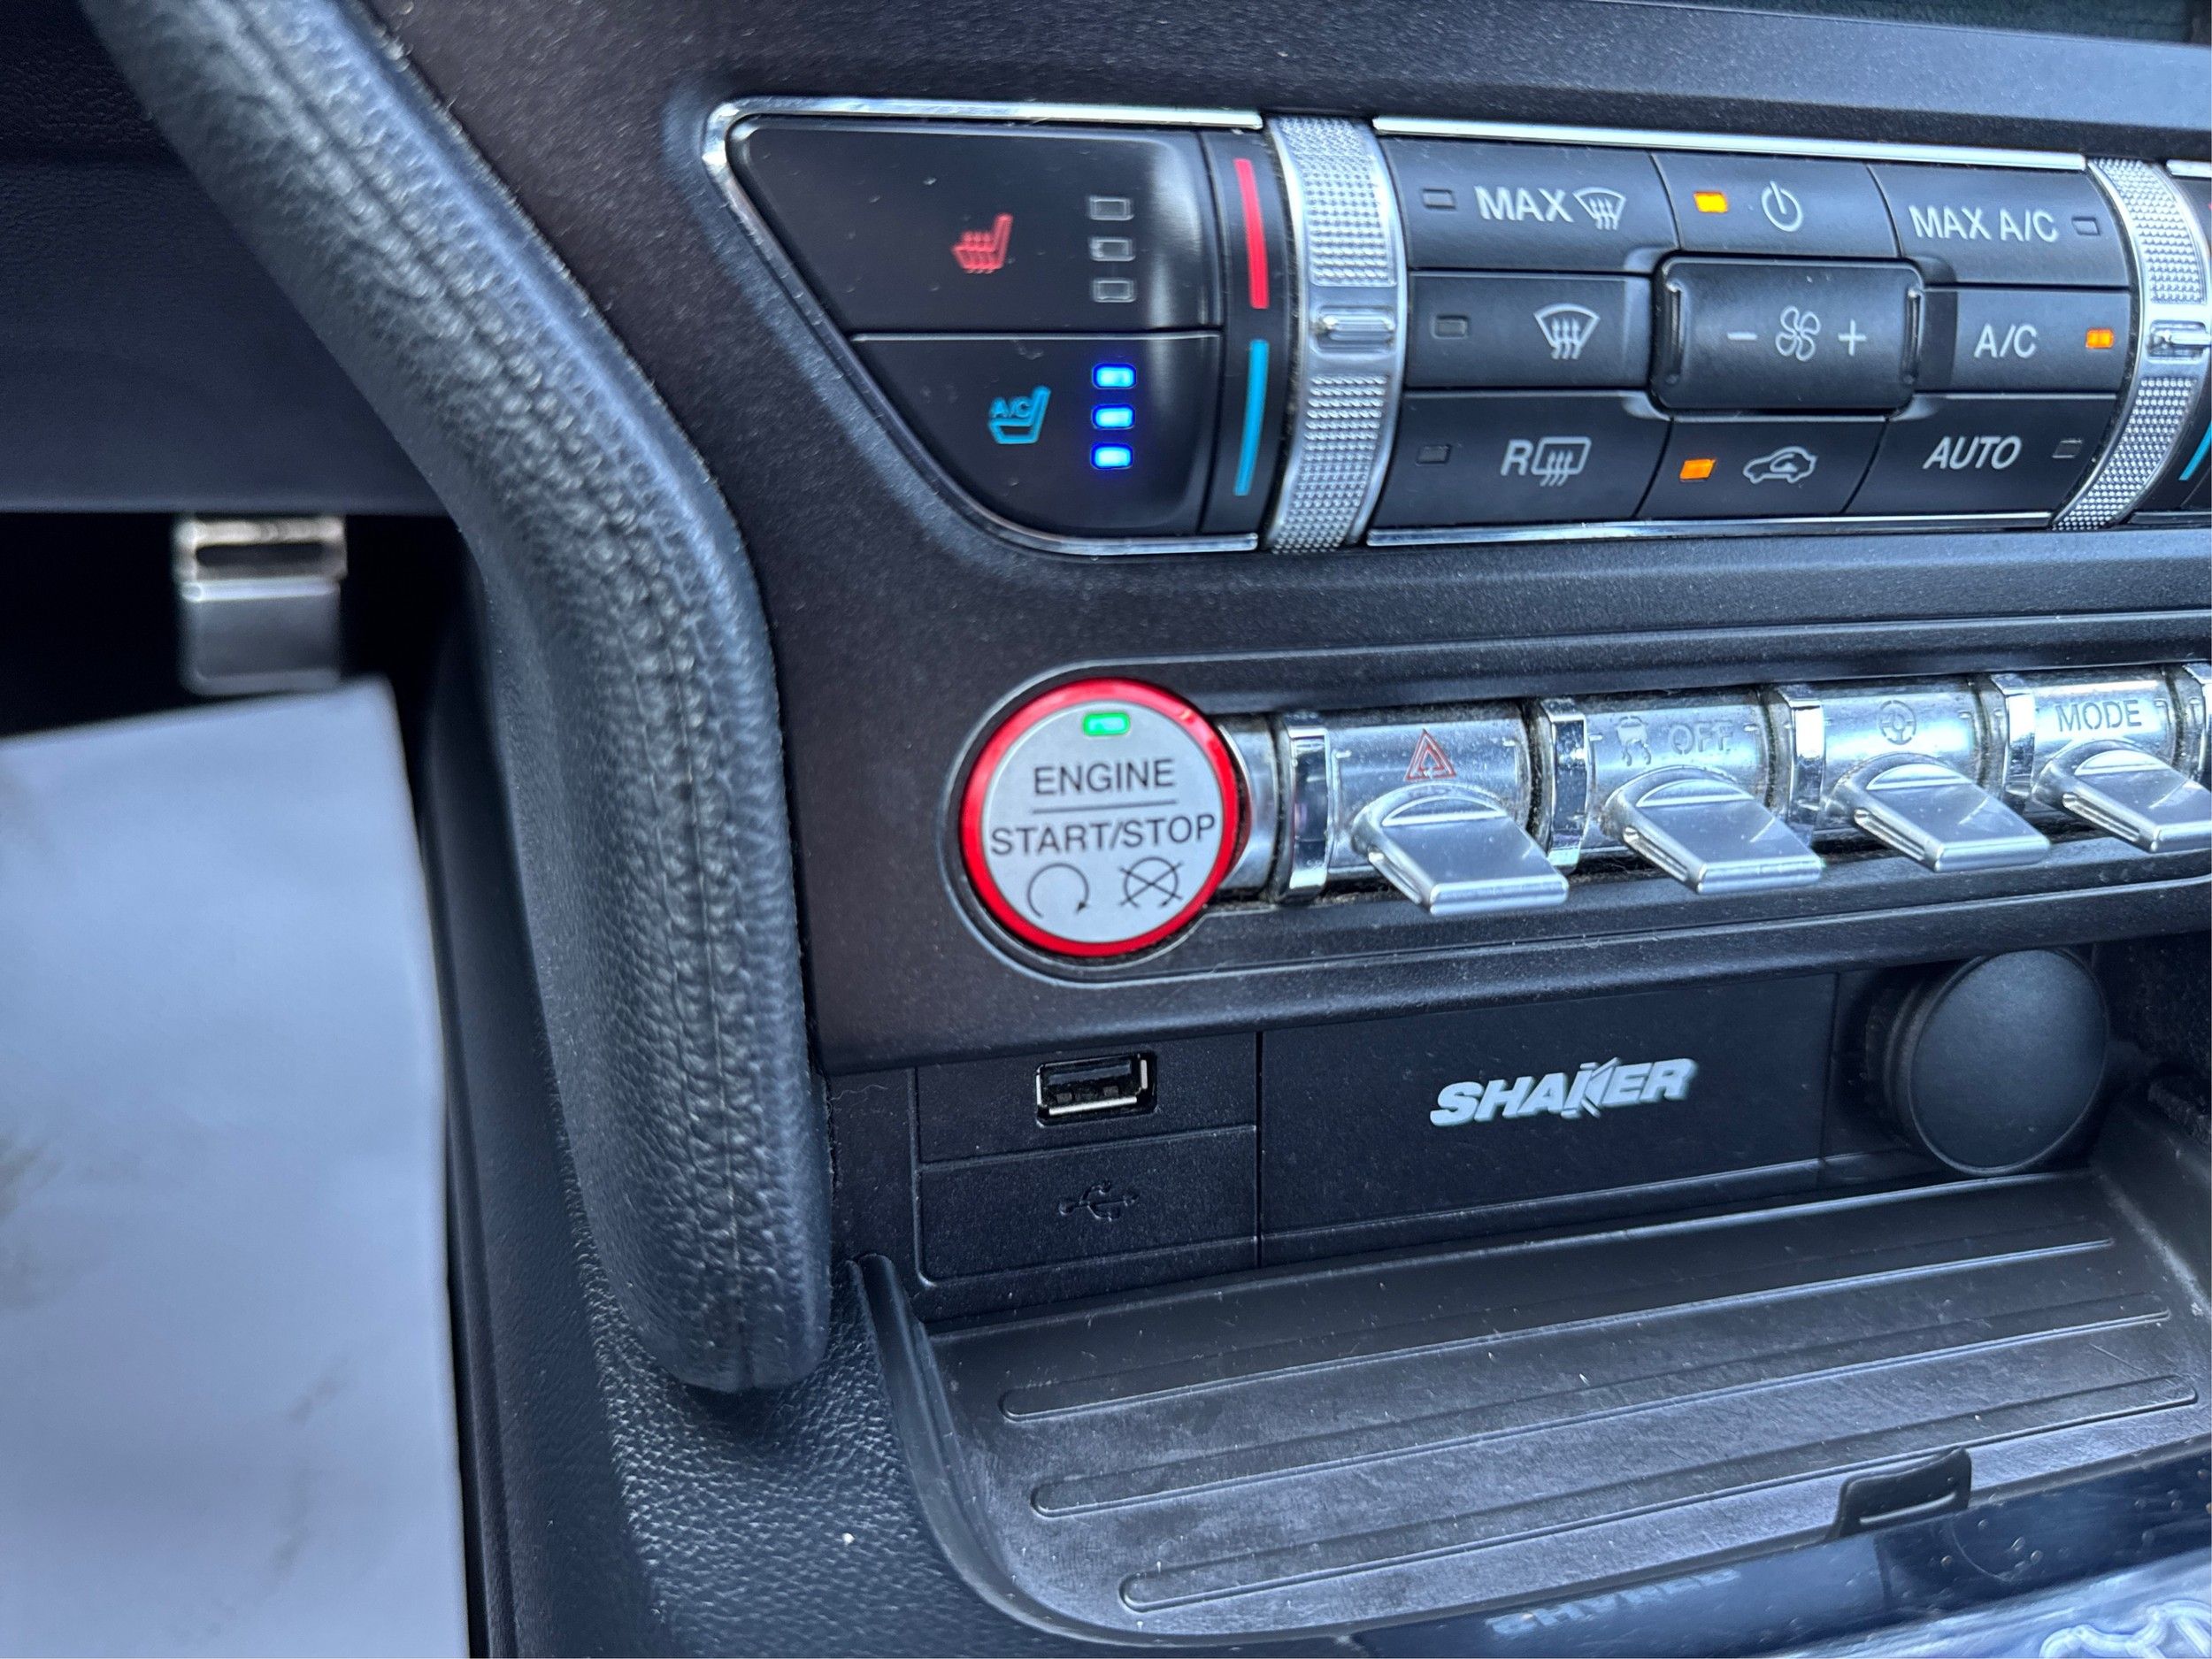 MAX
MAX A/C
A/C
- +
A/C
R
AUTO
ENGINE
START/STOP
OFF
MODE
SHAKER